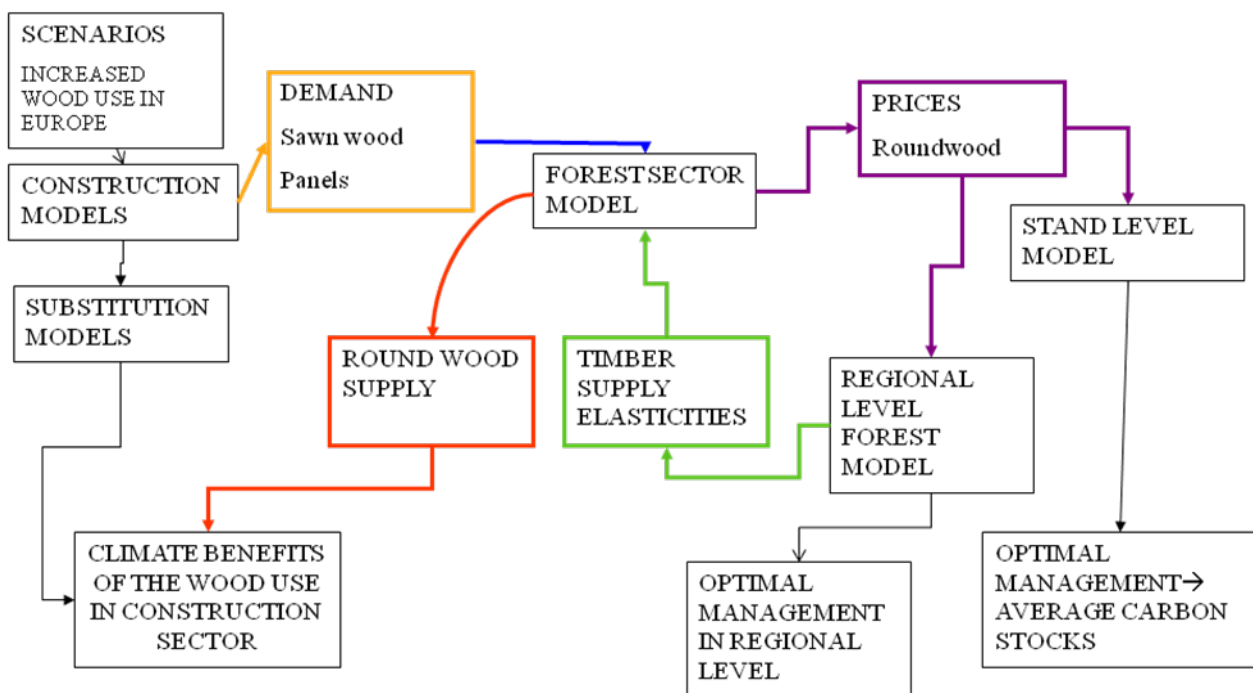 SCENARIOS
INCREASED
WOOD USE IN
EUROPE
CONSTRUCTION
MODELS
SUBSTITUTION
MODELS
DEMAND
Sawn wood
Panels
FOREST SECTOR
MODEL
PRICES
Roundwood
STAND LEVEL
MODEL
ROUND WOOD
SUPPLY
TIMBER
SUPPLY
ELASTICITIES
REGIONAL
LEVEL
FOREST
MODEL
CLIMATE BENEFITS
OF THE WOOD USE
IN CONSTRUCTION
SECTOR
OPTIMAL
MANAGEMENT
IN REGIONAL
LEVEL
OPTIMAL
MANAGEMENT→
AVERAGE CARBON
STOCKS